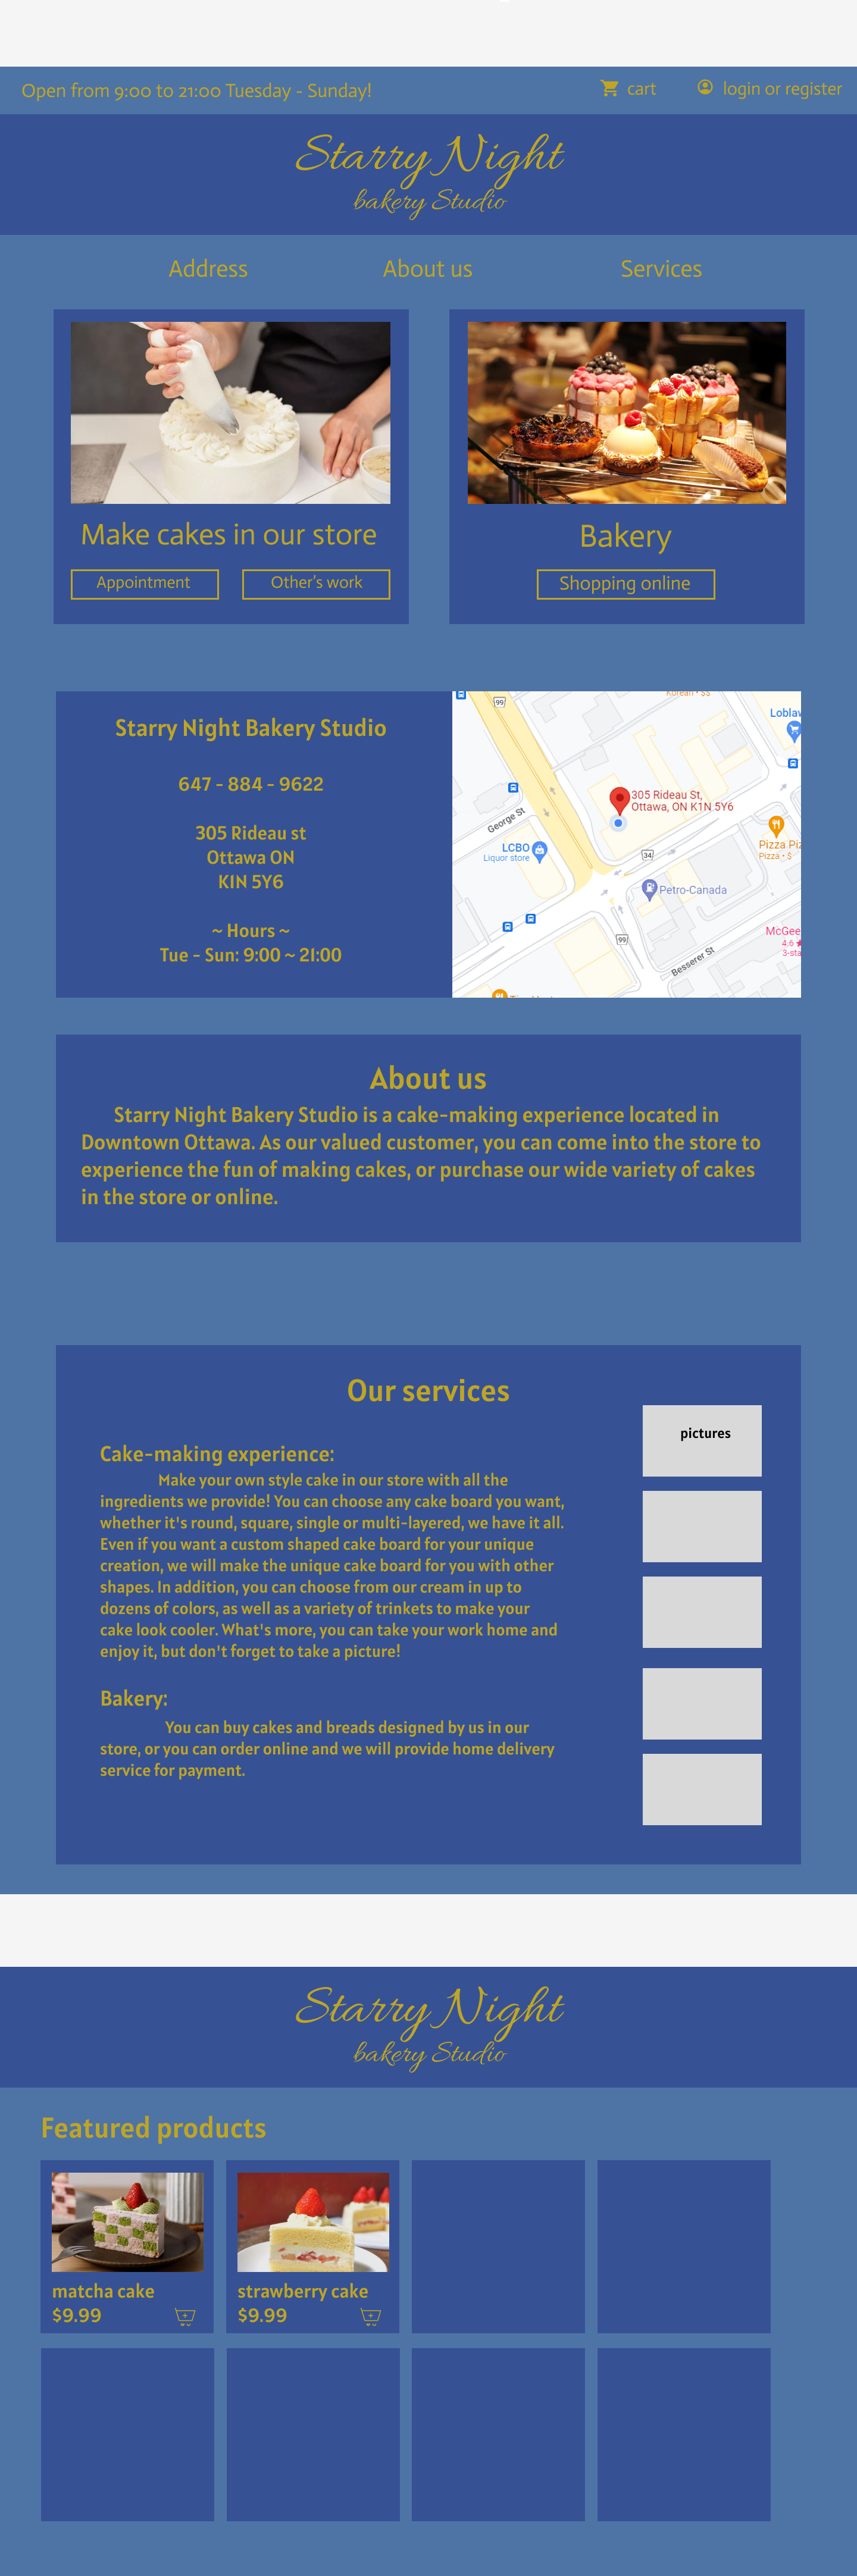 Open from 9:00 to 21:00 Tuesday - Sunday!
cart
login or register
Starry Night
bakery Studio
Address
About us
Services
Make cakes in our store
Appointment
Other's work
Bakery
Shopping online
Starry Night Bakery Studio
647 - 884 - 9622
305 Rideau st
Ottawa ON
K1N 5Y6
~ Hours ~
Tue - Sun: 9:00 ~ 21:00
Korean • $$
99
Loblaw
305 Rideau St,
Ottawa, ON K1N 5Y6
George St
LCBO
Liquor store
34
Pizza Piz
Pizza • $
Petro-Canada
99
McGee
4.6
3-sta
Besserer St
About us
Starry Night Bakery Studio is a cake-making experience located in
Downtown Ottawa. As our valued customer, you can come into the store to
experience the fun of making cakes, or purchase our wide variety of cakes
in the store or online.
Our services
pictures
Cake-making experience:
Make your own style cake in our store with all the
ingredients we provide! You can choose any cake board you want,
whether it's round, square, single or multi-layered, we have it all.
Even if you want a custom shaped cake board for your unique
creation, we will make the unique cake board for you with other
shapes. In addition, you can choose from our cream in up to
dozens of colors, as well as a variety of trinkets to make your
cake look cooler. What's more, you can take your work home and
enjoy it, but don't forget to take a picture!
Bakery:
You can buy cakes and breads designed by us in our
store, or you can order online and we will provide home delivery
service for payment.
Starry Night
bakery Studio
Featured products
matcha cake
$9.99
strawberry cake
$9.99